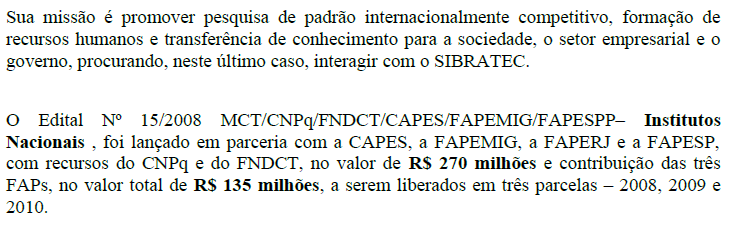 Sua missão é promover pesquisa de padrão internacionalmente competitivo, formação de
recursos humanos e transferência de conhecimento para a sociedade, o setor empresarial e o
governo, procurando, neste último caso, interagir com o SIBRATEC.
O Edital Nº 15/2008 MCT/CNPq/FNDCT/CAPES/FAPEMIG/FAPESPP– Institutos
Nacionais , foi lançado em parceria com a CAPES, a FAPEMIG, a FAPERJ e a FAPESP,
com recursos do CNPq e do FNDCT, no valor de R$ 270 milhões e contribuição das três
FAPs, no valor total de R$ 135 milhões, a serem liberados em três parcelas – 2008, 2009 e
2010.